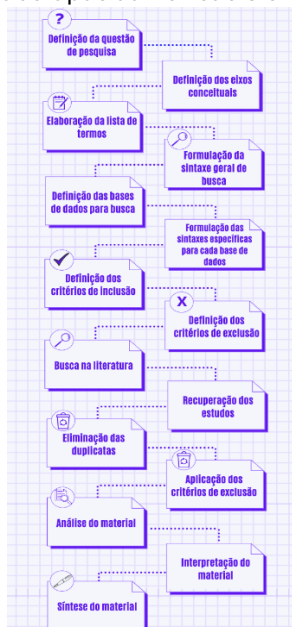 ?
Definição da questão
de pesquisa
Definição dos eixos
conceituais
Elaboração da lista de
termos
Formulação da
sintaxe geral de
busca
Definição das bases
de dados para busca
Formulação das
sintaxes específicas
para cada base de
dados
Definição dos
critérios de inclusão
X
Definição dos
critérios de exclusão
Busca na literatura
Recuperação dos
estudos
Eliminação das
duplicatas
Aplicação dos
critérios de exclusão
Análise do material
Interpretação do
material
Síntese do material